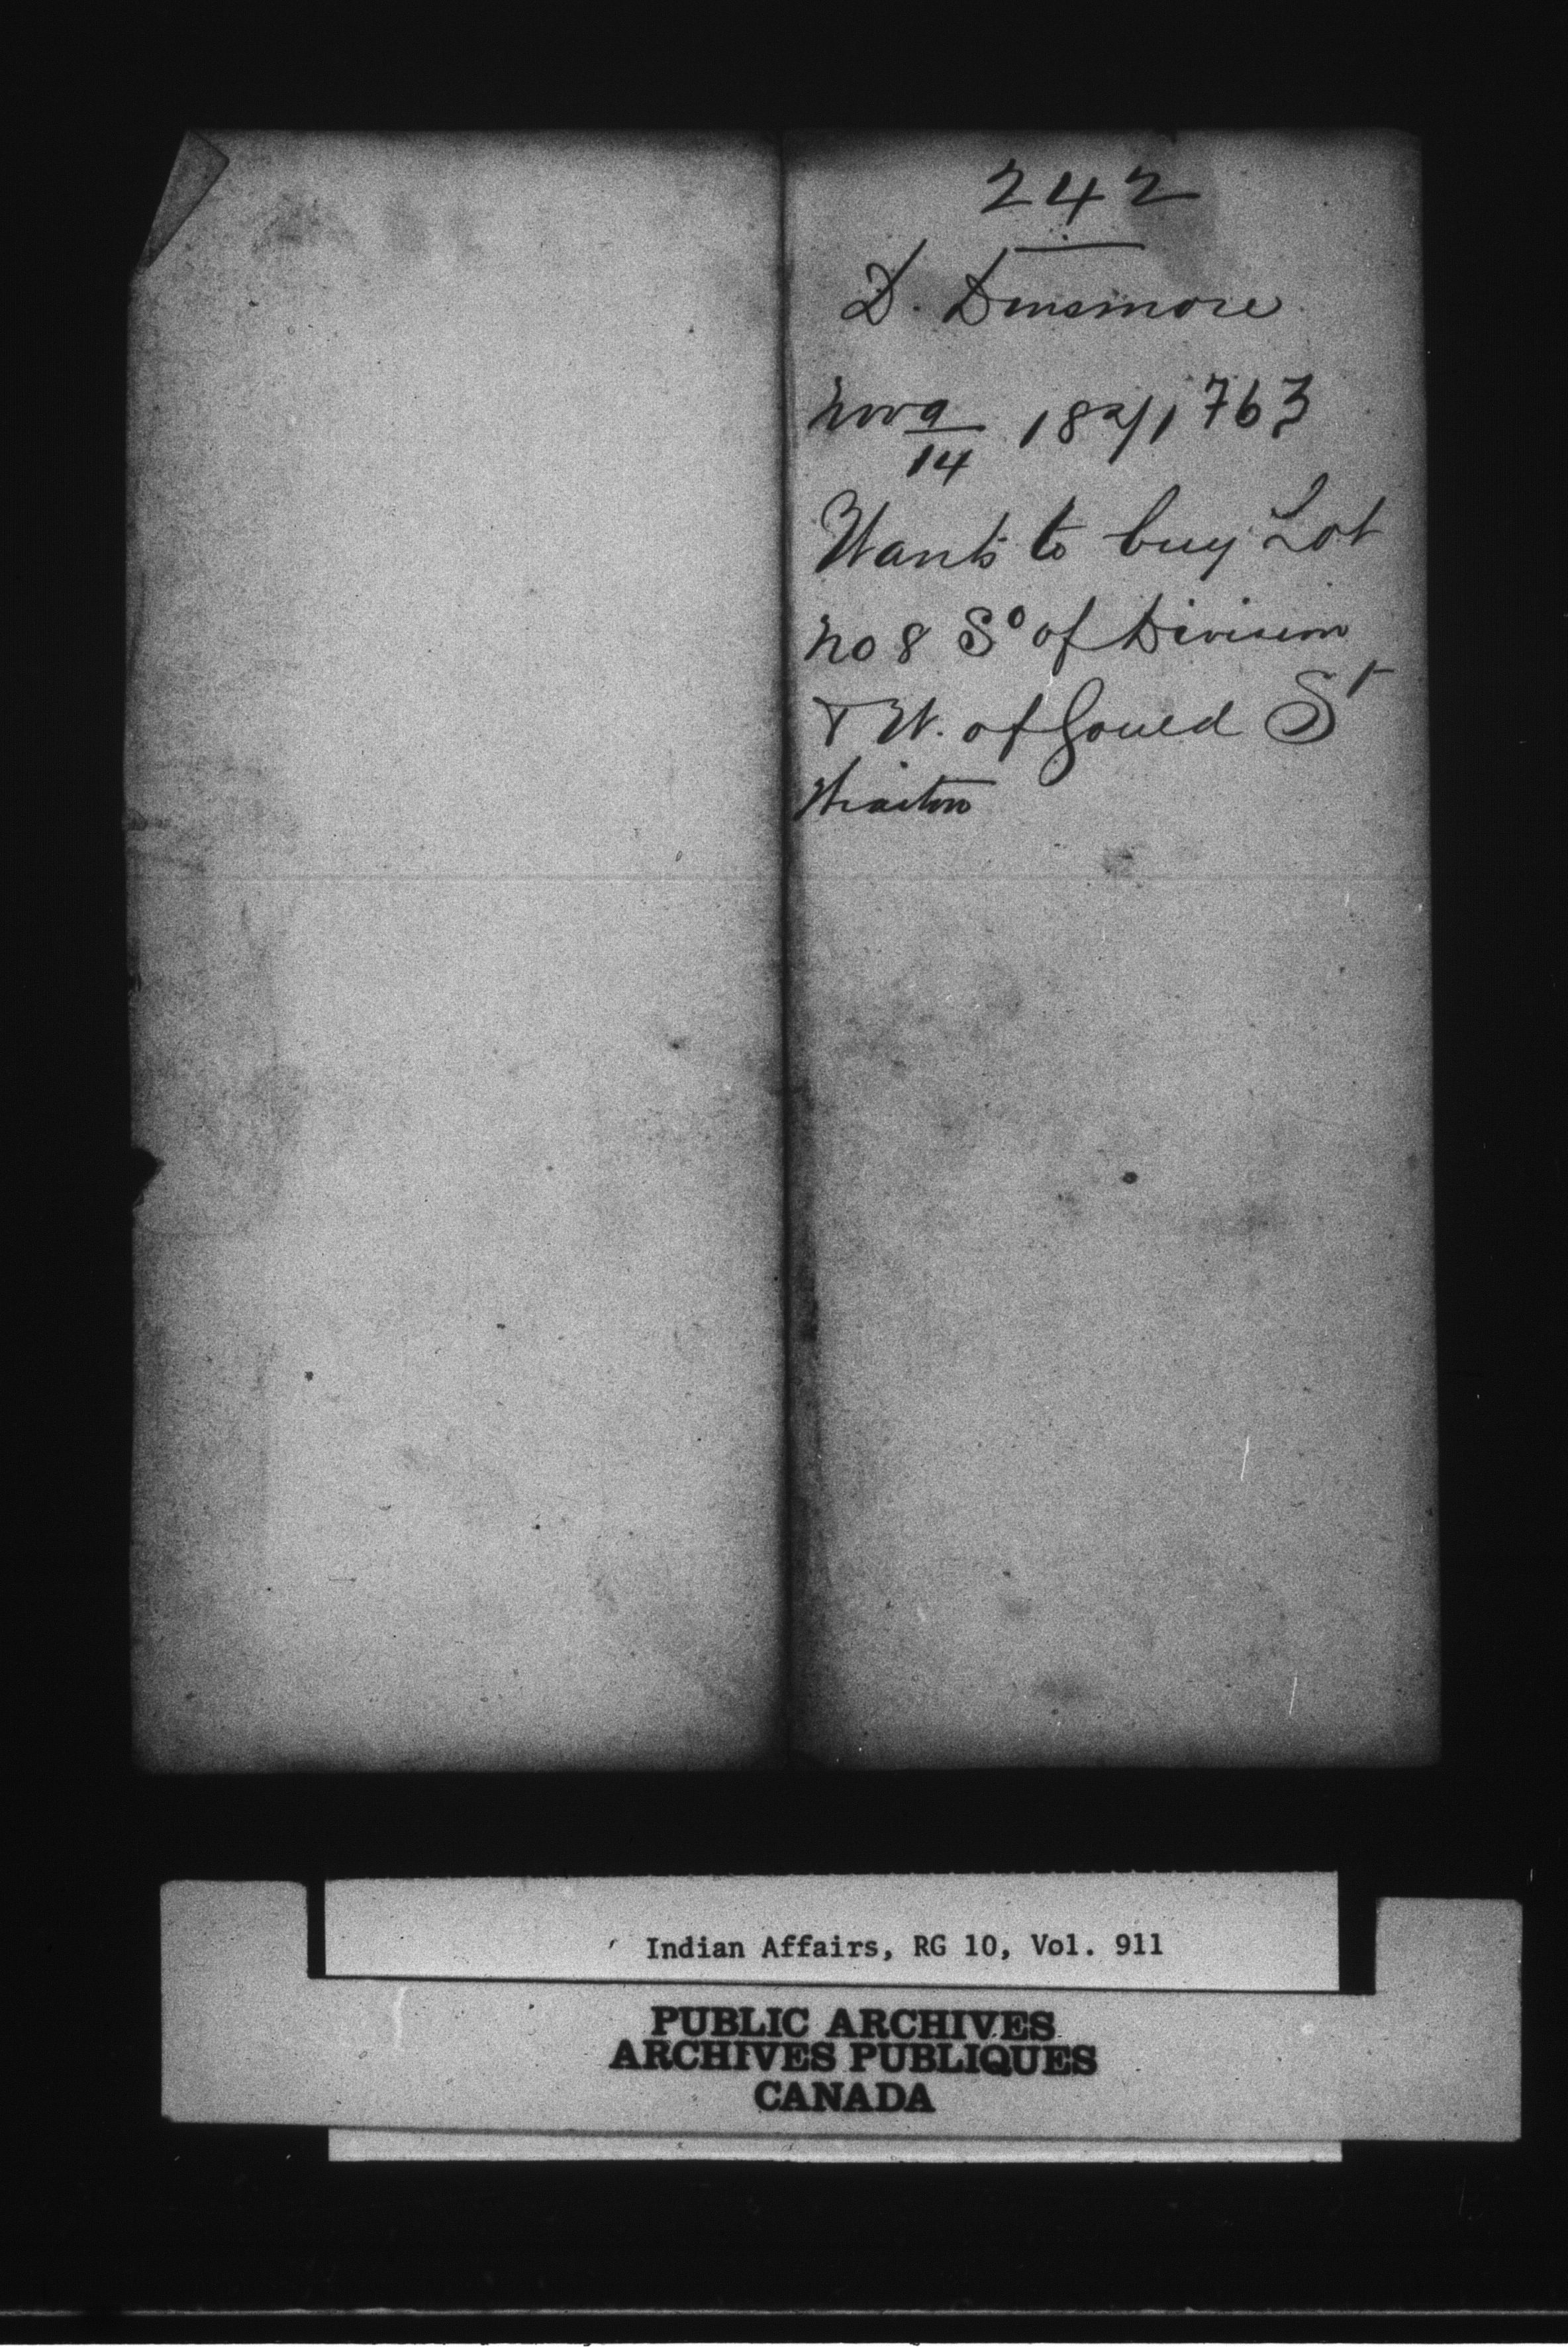 242
D. Dinsmore
Nov 9/14 1763
Wants to buy Lot
No 8 So of Division
& W. of Gould St
Wiarton
Indian Affairs, RG 10, Vol. 911
PUBLIC ARCHIVES
ARCHIVES PUBLIQUES
CANADA